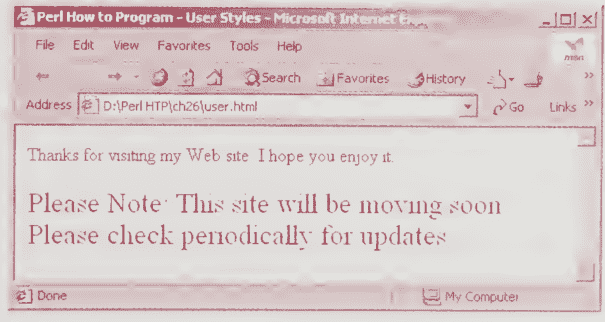 Perl How to Program - User Styles - Microsoft Internet
File Edit View Favorites Tools Help
Search Favorites History
Address D:\Perl HTP\ch26\user.html Go Links »
Thanks for visiting my Web site. I hope you enjoy it.
Please Note: This site will be moving soon.
Please check periodically for updates.
Done My Computer